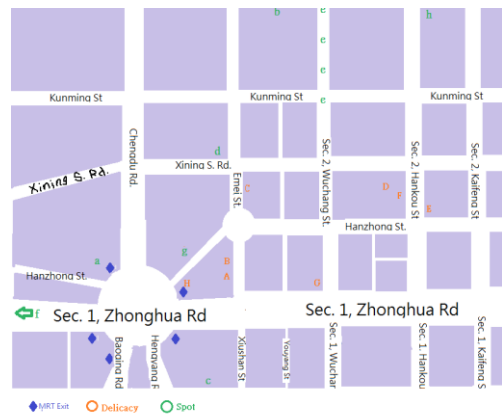 b
e
h
e
e
Kunming St
Kunming St
e
Kunming St
Chengdu Rd.
d
Sec. 2, Wuchang St.
Sec. 2, Hankou St
Sec. 2, Kaifeng St.
Xining S. Rd.
Xining S. Rd.
Emei St.
C
D
F
E
Hanzhong St.
g
a
B
Hanzhong St.
A
H
G
f
Sec. 1, Zhonghua Rd
Sec. 1, Zhonghua Rd
Baoqing Rd
Hengyang R
Xiushan St
Youyang St
Sec. 1, Wuchan
Sec. 1, Hankou
Sec. 1, Kaifeng S
c
MRT Exit
Delicacy
Spot